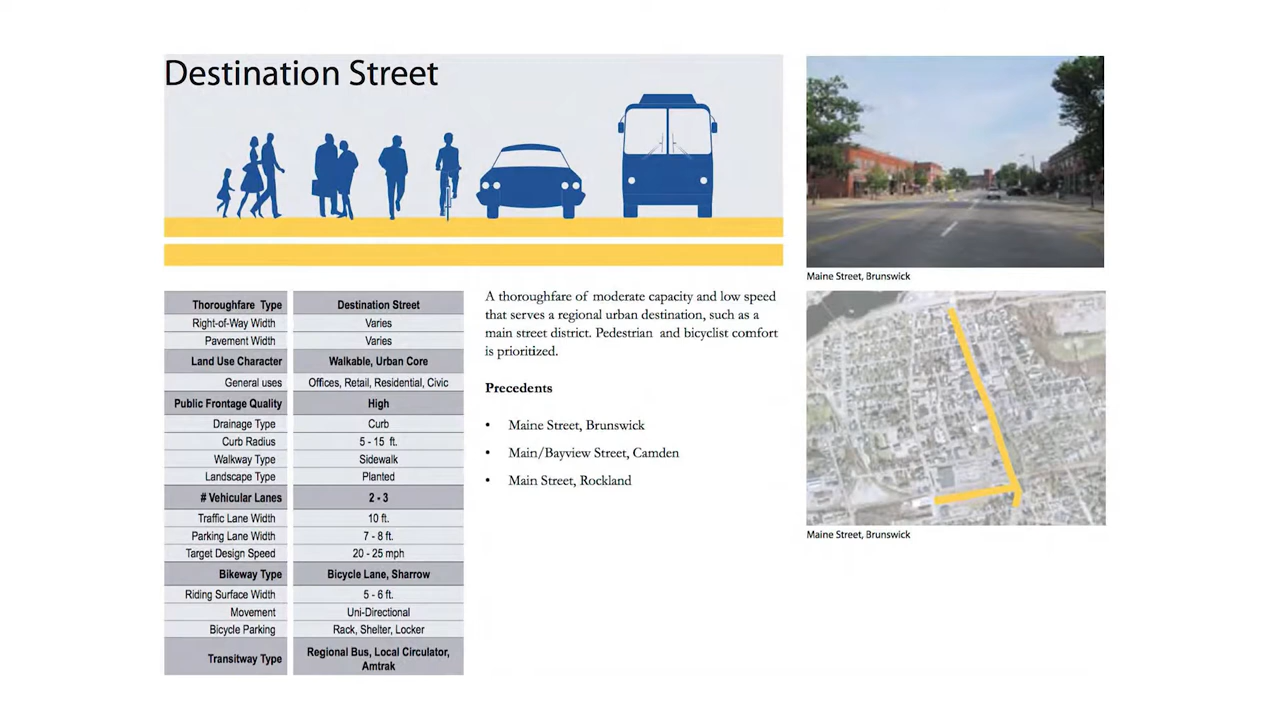 Destination Street
Maine Street, Brunswick
Thoroughfare Type Destination Street
Right-of-Way Width Varies
Pavement Width Varies
Land Use Character Walkable, Urban Core
General uses Offices, Retail, Residential, Civic
Public Frontage Quality High
Drainage Type Curb
Curb Radius 5 - 15 ft.
Walkway Type Sidewalk
Landscape Type Planted
# Vehicular Lanes 2 - 3
Traffic Lane Width 10 ft.
Parking Lane Width 7 - 8 ft.
Target Design Speed 20 - 25 mph
Bikeway Type Bicycle Lane, Sharrow
Riding Surface Width 5 - 6 ft.
Movement Uni-Directional
Bicycle Parking Rack, Shelter, Locker
Transitway Type Regional Bus, Local Circulator,
Amtrak
A thoroughfare of moderate capacity and low speed
that serves a regional urban destination, such as a
main street district. Pedestrian and bicyclist comfort
is prioritized.
Precedents
• Maine Street, Brunswick
• Main/Bayview Street, Camden
• Main Street, Rockland
Maine Street, Brunswick